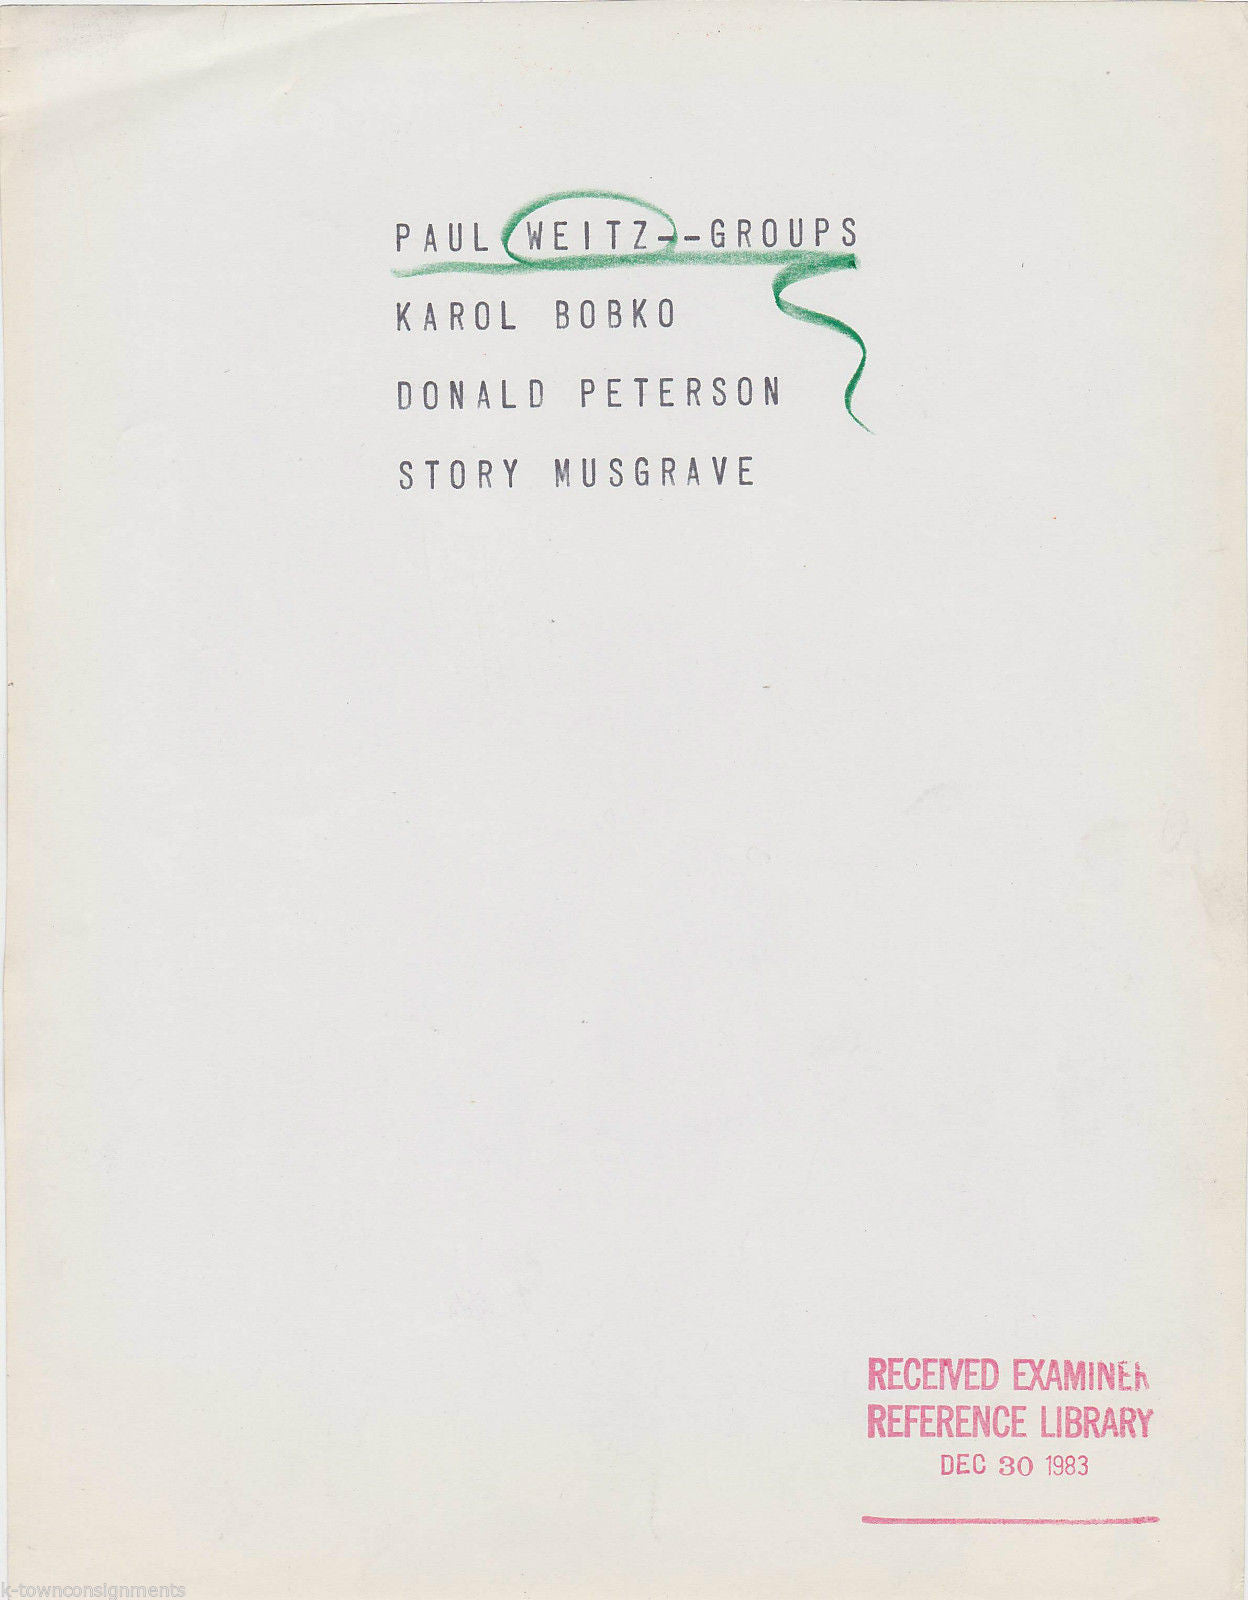 PAUL WEITZ--GROUPS
KAROL BOBKO
DONALD PETERSON
STORY MUSGRAVE
RECEIVED EXAMINER
REFERENCE LIBRARY
DEC 30 1983
k-townconsignments